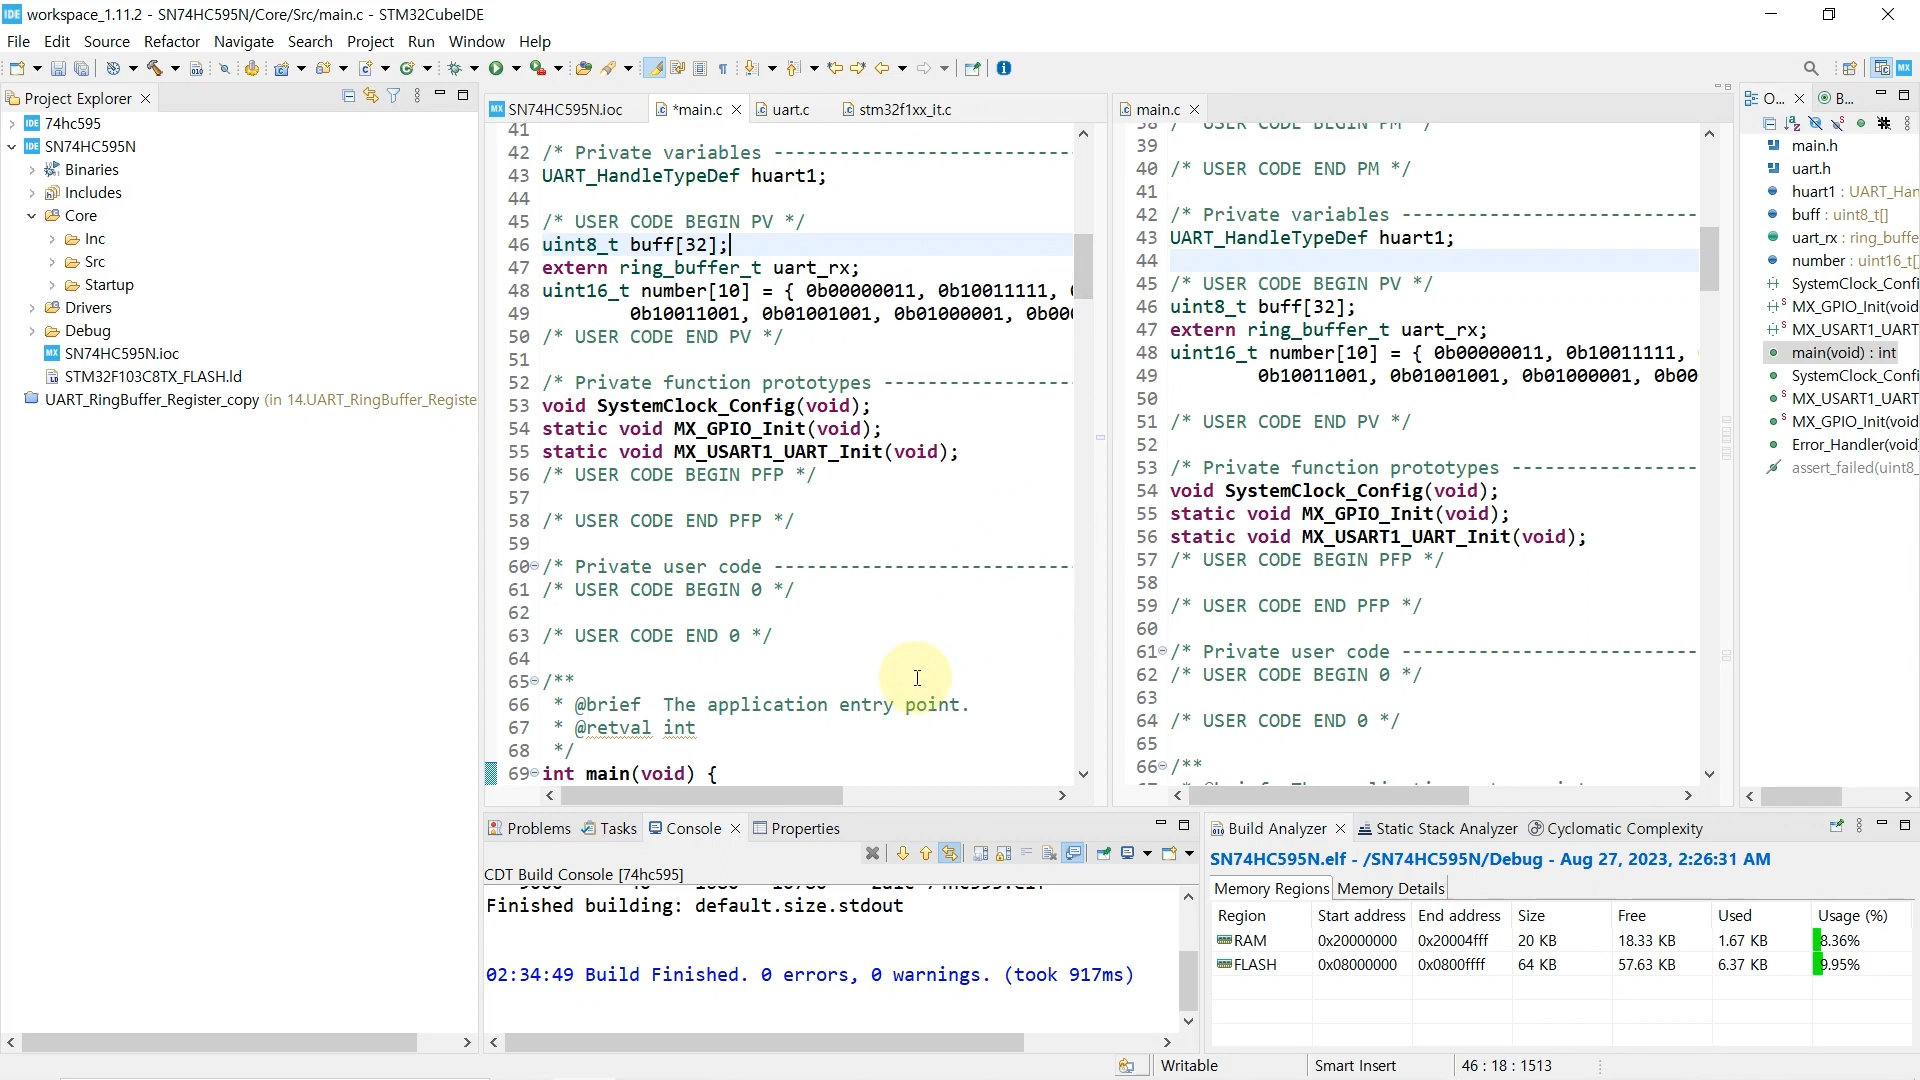 workspace_1.11.2 - SN74HC595N/Core/Src/main.c - STM32CubeIDE
File Edit Source Refactor Navigate Search Project Run Window Help
Project Explorer
74hc595
SN74HC595N
Binaries
Includes
Core
Inc
Src
Startup
Drivers
Debug
SN74HC595N.ioc
STM32F103C8TX_FLASH.ld
UART_RingBuffer_Register_copy (in 14.UART_RingBuffer_Registe
SN74HC595N.ioc *main.c uart.c stm32f1xx_it.c
41
42 /* Private variables ---------------------------
43 UART_HandleTypeDef huart1;
44
45 /* USER CODE BEGIN PV */
46 uint8_t buff[32];
47 extern ring_buffer_t uart_rx;
48 uint16_t number[10] = { 0b00000011, 0b10011111,
49 0b10011001, 0b01001001, 0b01000001, 0b00
50 /* USER CODE END PV */
51
52 /* Private function prototypes -----------------
53 void SystemClock_Config(void);
54 static void MX_GPIO_Init(void);
55 static void MX_USART1_UART_Init(void);
56 /* USER CODE BEGIN PFP */
57
58 /* USER CODE END PFP */
59
60 /* Private user code ---------------------------
61 /* USER CODE BEGIN 0 */
62
63 /* USER CODE END 0 */
64
65 /**
66 * @brief The application entry point.
67 * @retval int
68 */
69 int main(void) {
main.c
38 /* USER CODE BEGIN PM */
39
40 /* USER CODE END PM */
41
42 /* Private variables ---------------------------
43 UART_HandleTypeDef huart1;
44
45 /* USER CODE BEGIN PV */
46 uint8_t buff[32];
47 extern ring_buffer_t uart_rx;
48 uint16_t number[10] = { 0b00000011, 0b10011111,
49 0b10011001, 0b01001001, 0b01000001, 0b00
50
51 /* USER CODE END PV */
52
53 /* Private function prototypes -----------------
54 void SystemClock_Config(void);
55 static void MX_GPIO_Init(void);
56 static void MX_USART1_UART_Init(void);
57 /* USER CODE BEGIN PFP */
58
59 /* USER CODE END PFP */
60
61 /* Private user code ---------------------------
62 /* USER CODE BEGIN 0 */
63
64 /* USER CODE END 0 */
65
66 /**
O... B...
main.h
uart.h
huart1 : UART_Han
buff : uint8_t[]
uart_rx : ring_buffe
number : uint16_t[
SystemClock_Confi
MX_GPIO_Init(void
MX_USART1_UART
main(void) : int
SystemClock_Confi
MX_USART1_UART
MX_GPIO_Init(void
Error_Handler(void
assert_failed(uint8_
Problems Tasks Console Properties
CDT Build Console [74hc595]
Finished building: default.size.stdout
02:34:49 Build Finished. 0 errors, 0 warnings. (took 917ms)
Build Analyzer Static Stack Analyzer Cyclomatic Complexity
SN74HC595N.elf - /SN74HC595N/Debug - Aug 27, 2023, 2:26:31 AM
Memory Regions Memory Details
Region Start address End address Size Free Used Usage (%)
RAM 0x20000000 0x20004fff 20 KB 18.33 KB 1.67 KB 8.36%
FLASH 0x08000000 0x0800ffff 64 KB 57.63 KB 6.37 KB 9.95%
Writable Smart Insert 46 : 18 : 1513